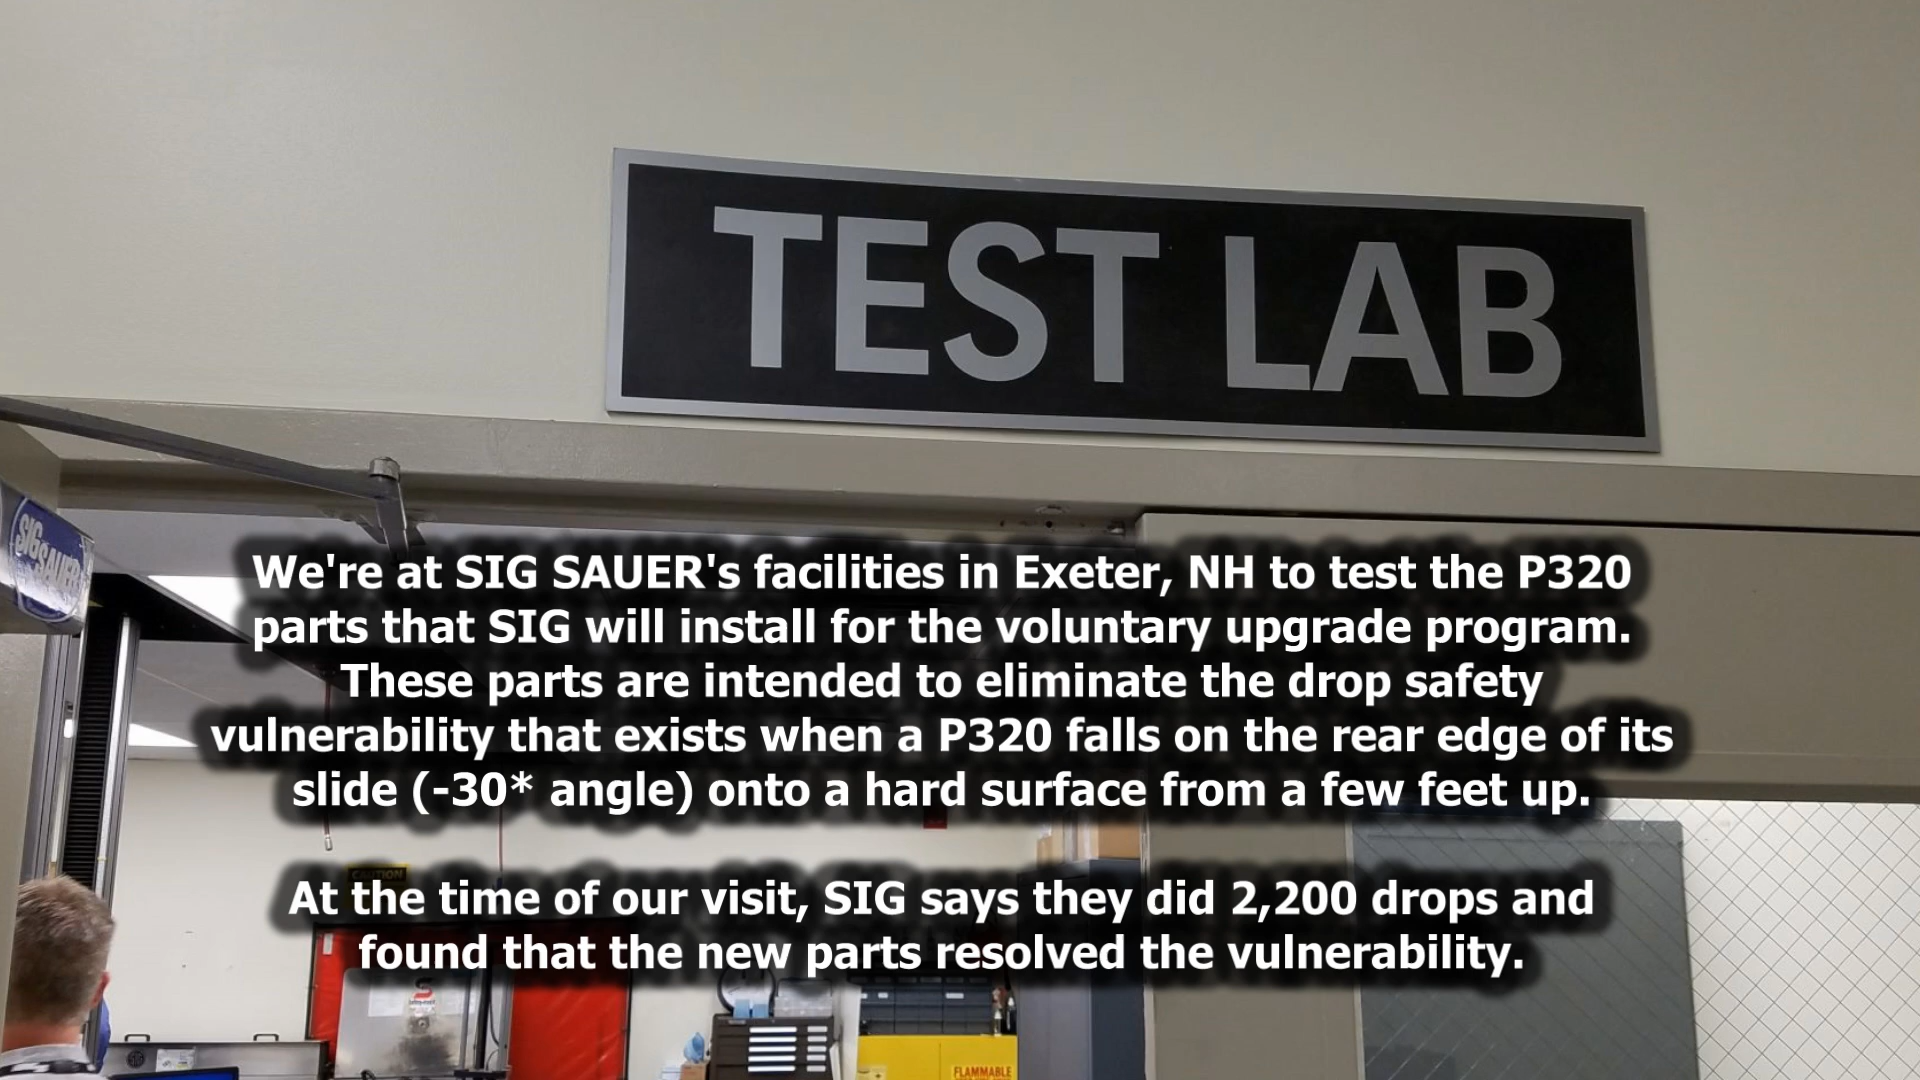 TEST LAB
SIG SAUER
We're at SIG SAUER's facilities in Exeter, NH to test the P320
parts that SIG will install for the voluntary upgrade program.
These parts are intended to eliminate the drop safety
vulnerability that exists when a P320 falls on the rear edge of its
slide (-30* angle) onto a hard surface from a few feet up.
CAUTION
At the time of our visit, SIG says they did 2,200 drops and
found that the new parts resolved the vulnerability.
FLAMMABLE